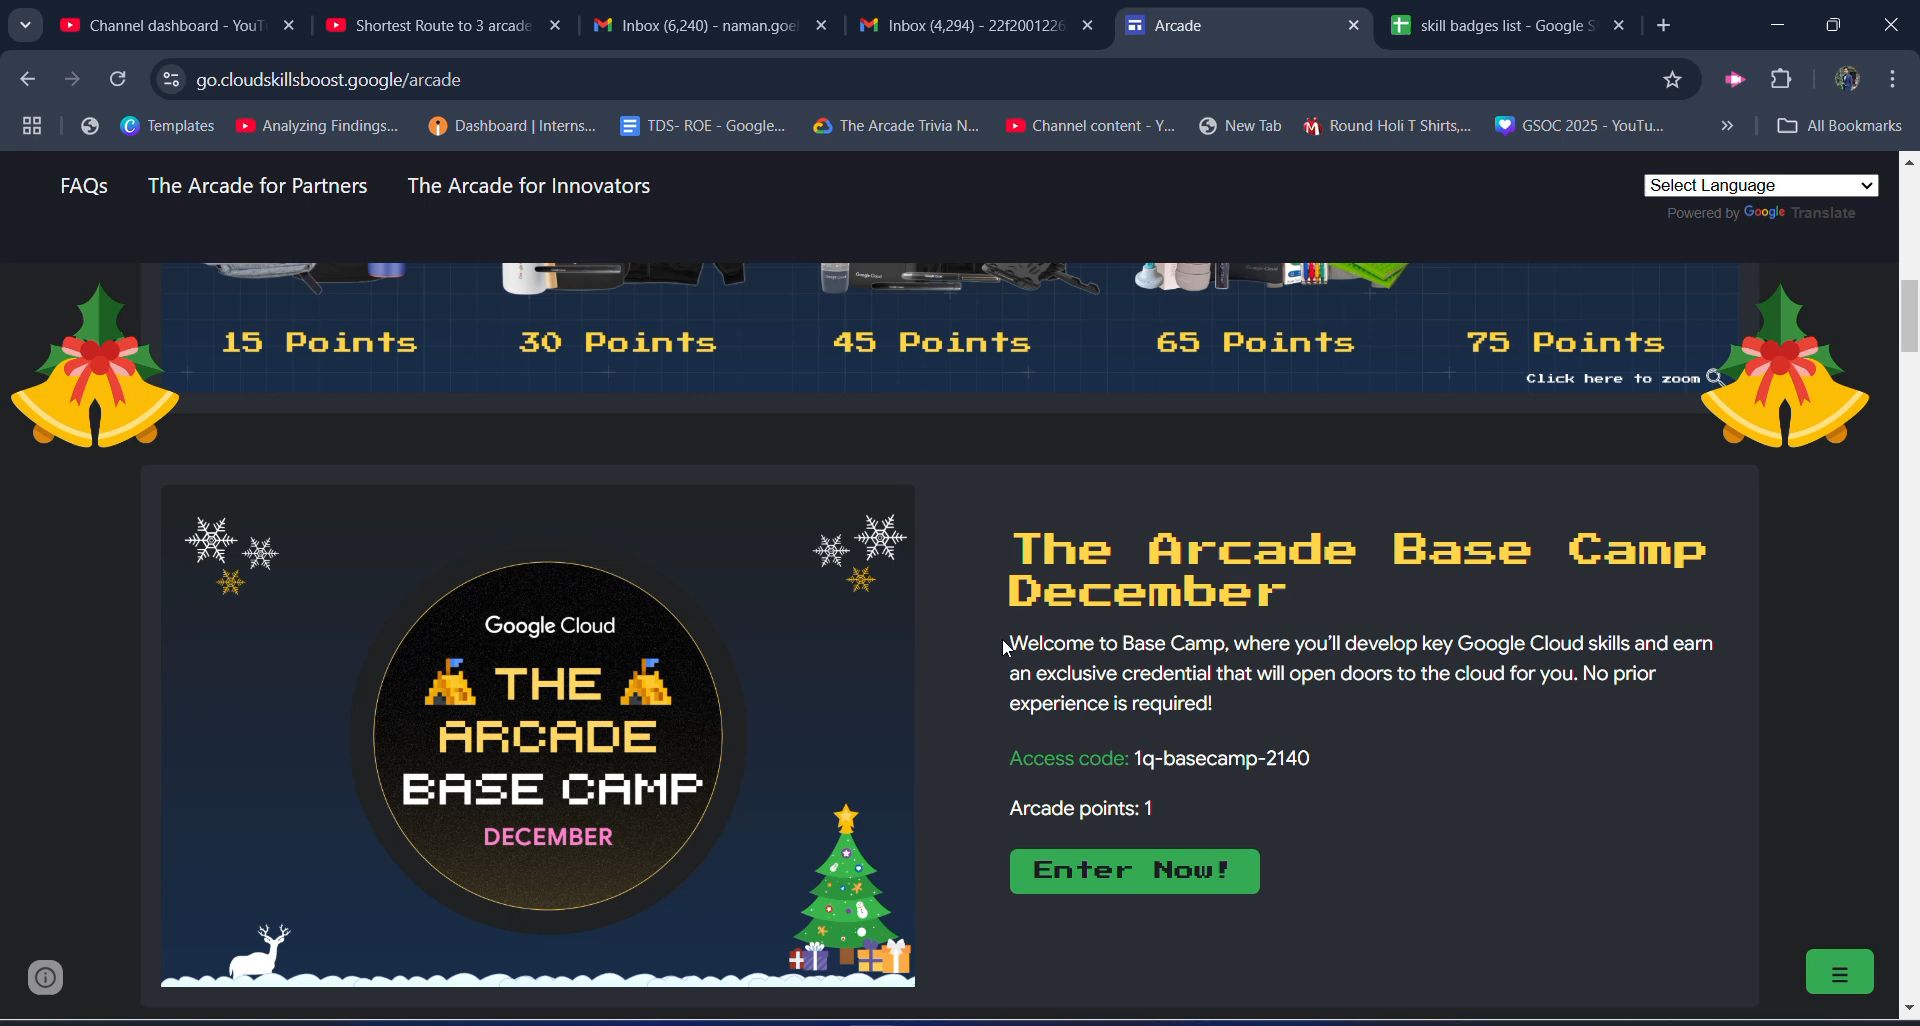 Channel dashboard - YouT
Shortest Route to 3 arcade
Inbox (6,240) - naman.goe
Inbox (4,294) - 22f2001226
Arcade
skill badges list - Google S
go.cloudskillsboost.google/arcade
Templates
Analyzing Findings...
Dashboard | Interns...
TDS- ROE - Google...
The Arcade Trivia N...
Channel content - Y...
New Tab
Round Holi T Shirts,...
GSOC 2025 - YouTu...
»
All Bookmarks
FAQs
The Arcade for Partners
The Arcade for Innovators
Select Language
Powered by Google Translate
15 Points
30 Points
45 Points
65 Points
75 Points
Click here to zoom
Google Cloud
THE
ARCADE
BASE CAMP
DECEMBER
The Arcade Base Camp
December
Welcome to Base Camp, where you'll develop key Google Cloud skills and earn
an exclusive credential that will open doors to the cloud for you. No prior
experience is required!
Access code: 1q-basecamp-2140
Arcade points: 1
Enter Now!